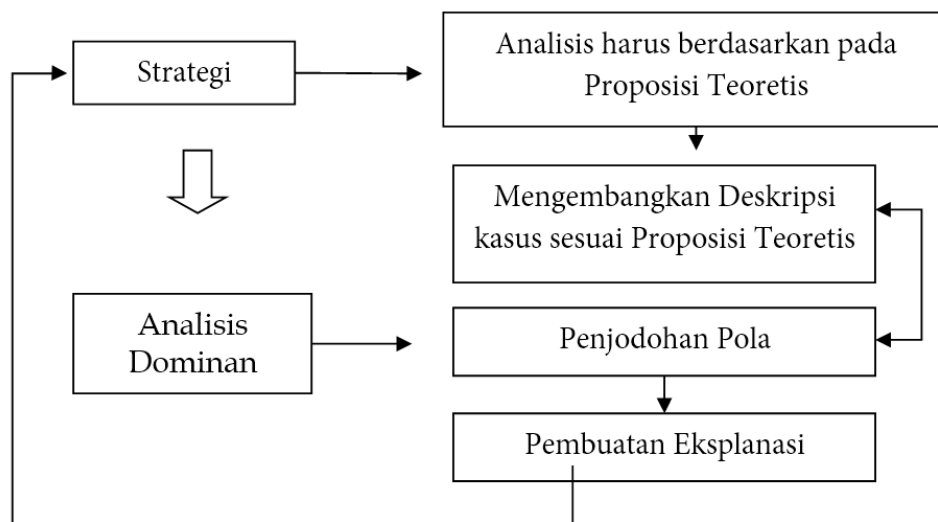 Strategi
Analisis harus berdasarkan pada
Proposisi Teoretis
Mengembangkan Deskripsi
kasus sesuai Proposisi Teoretis
Analisis
Dominan
Penjodohan Pola
Pembuatan Eksplanasi